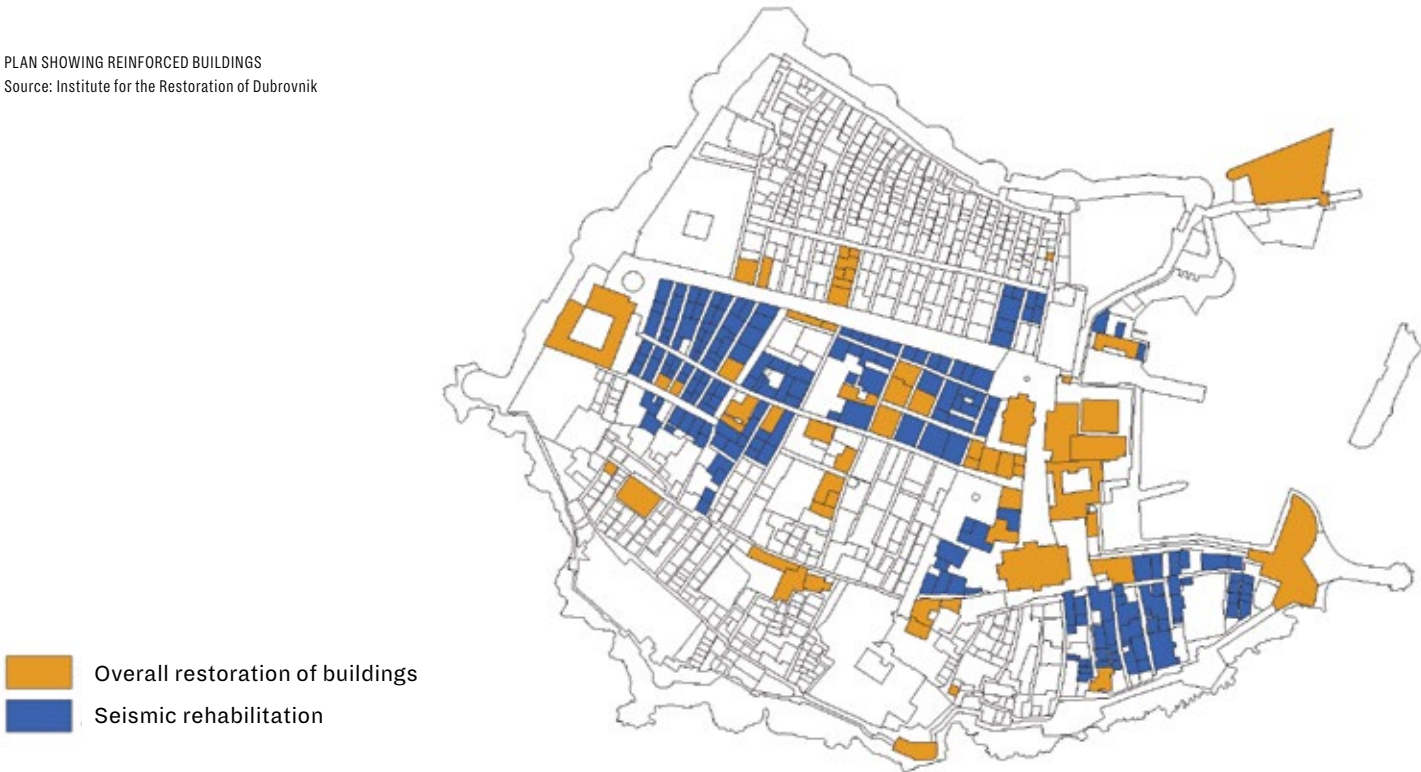 PLAN SHOWING REINFORCED BUILDINGS
Source: Institute for the Restoration of Dubrovnik
Overall restoration of buildings
Seismic rehabilitation